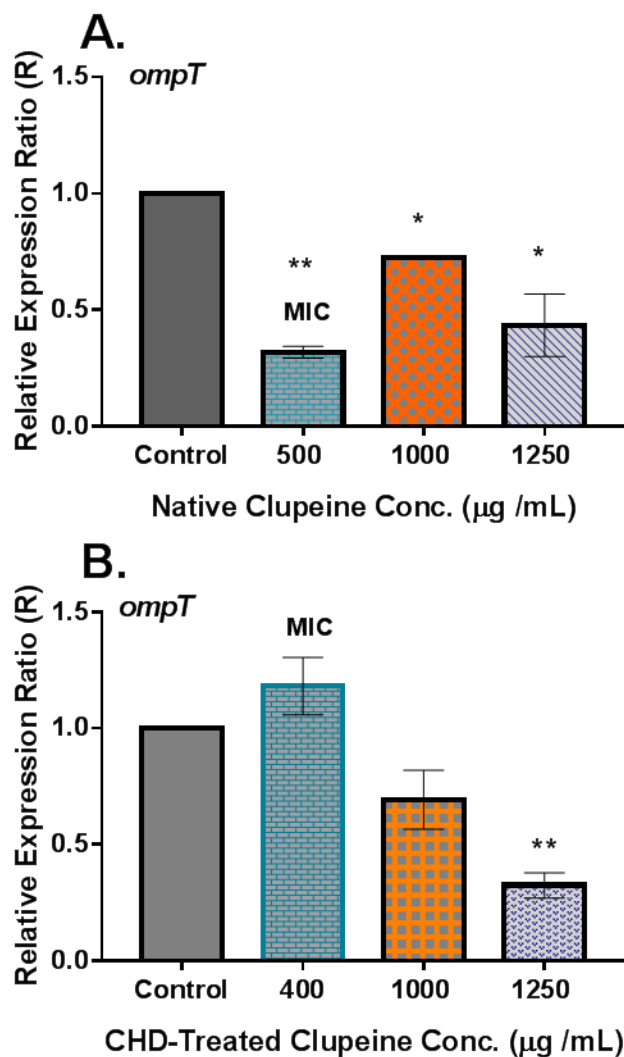 A.
ompT
Relative Expression Ratio (R)
1.5
1.0
0.5
0.0
**
MIC
*
*
Control 500 1000 1250
Native Clupeine Conc. (μg /mL)
B.
ompT
Relative Expression Ratio (R)
1.5
1.0
0.5
0.0
MIC
**
Control 400 1000 1250
CHD-Treated Clupeine Conc. (μg /mL)